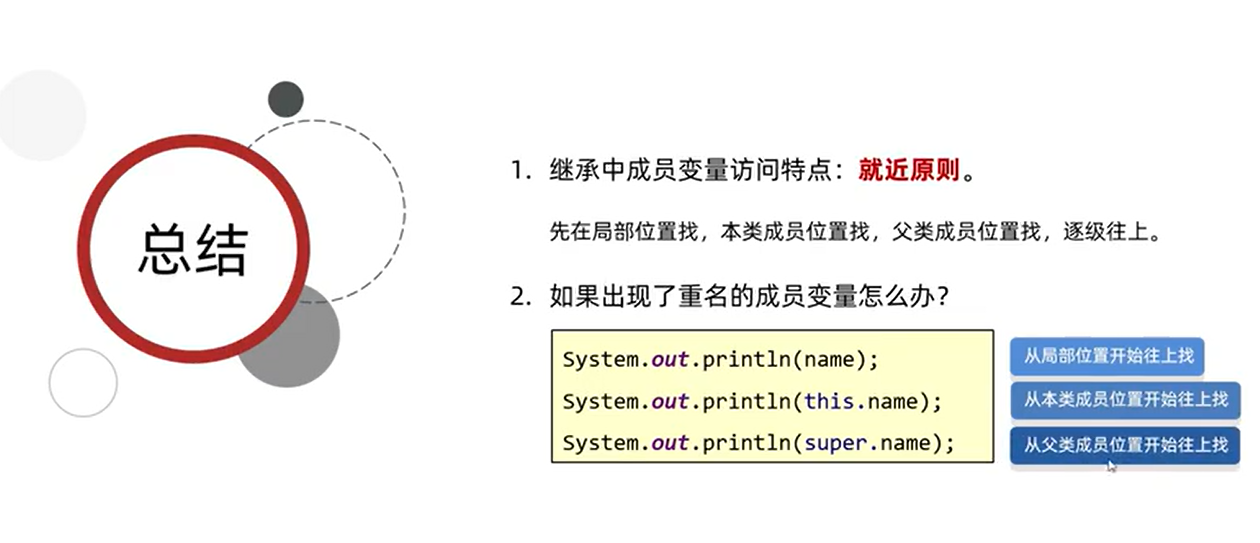 总结
1. 继承中成员变量访问特点：就近原则。
先在局部位置找，本类成员位置找，父类成员位置找，逐级往上。
2. 如果出现了重名的成员变量怎么办？
System.out.println(name); 从局部位置开始往上找
System.out.println(this.name); 从本类成员位置开始往上找
System.out.println(super.name); 从父类成员位置开始往上找